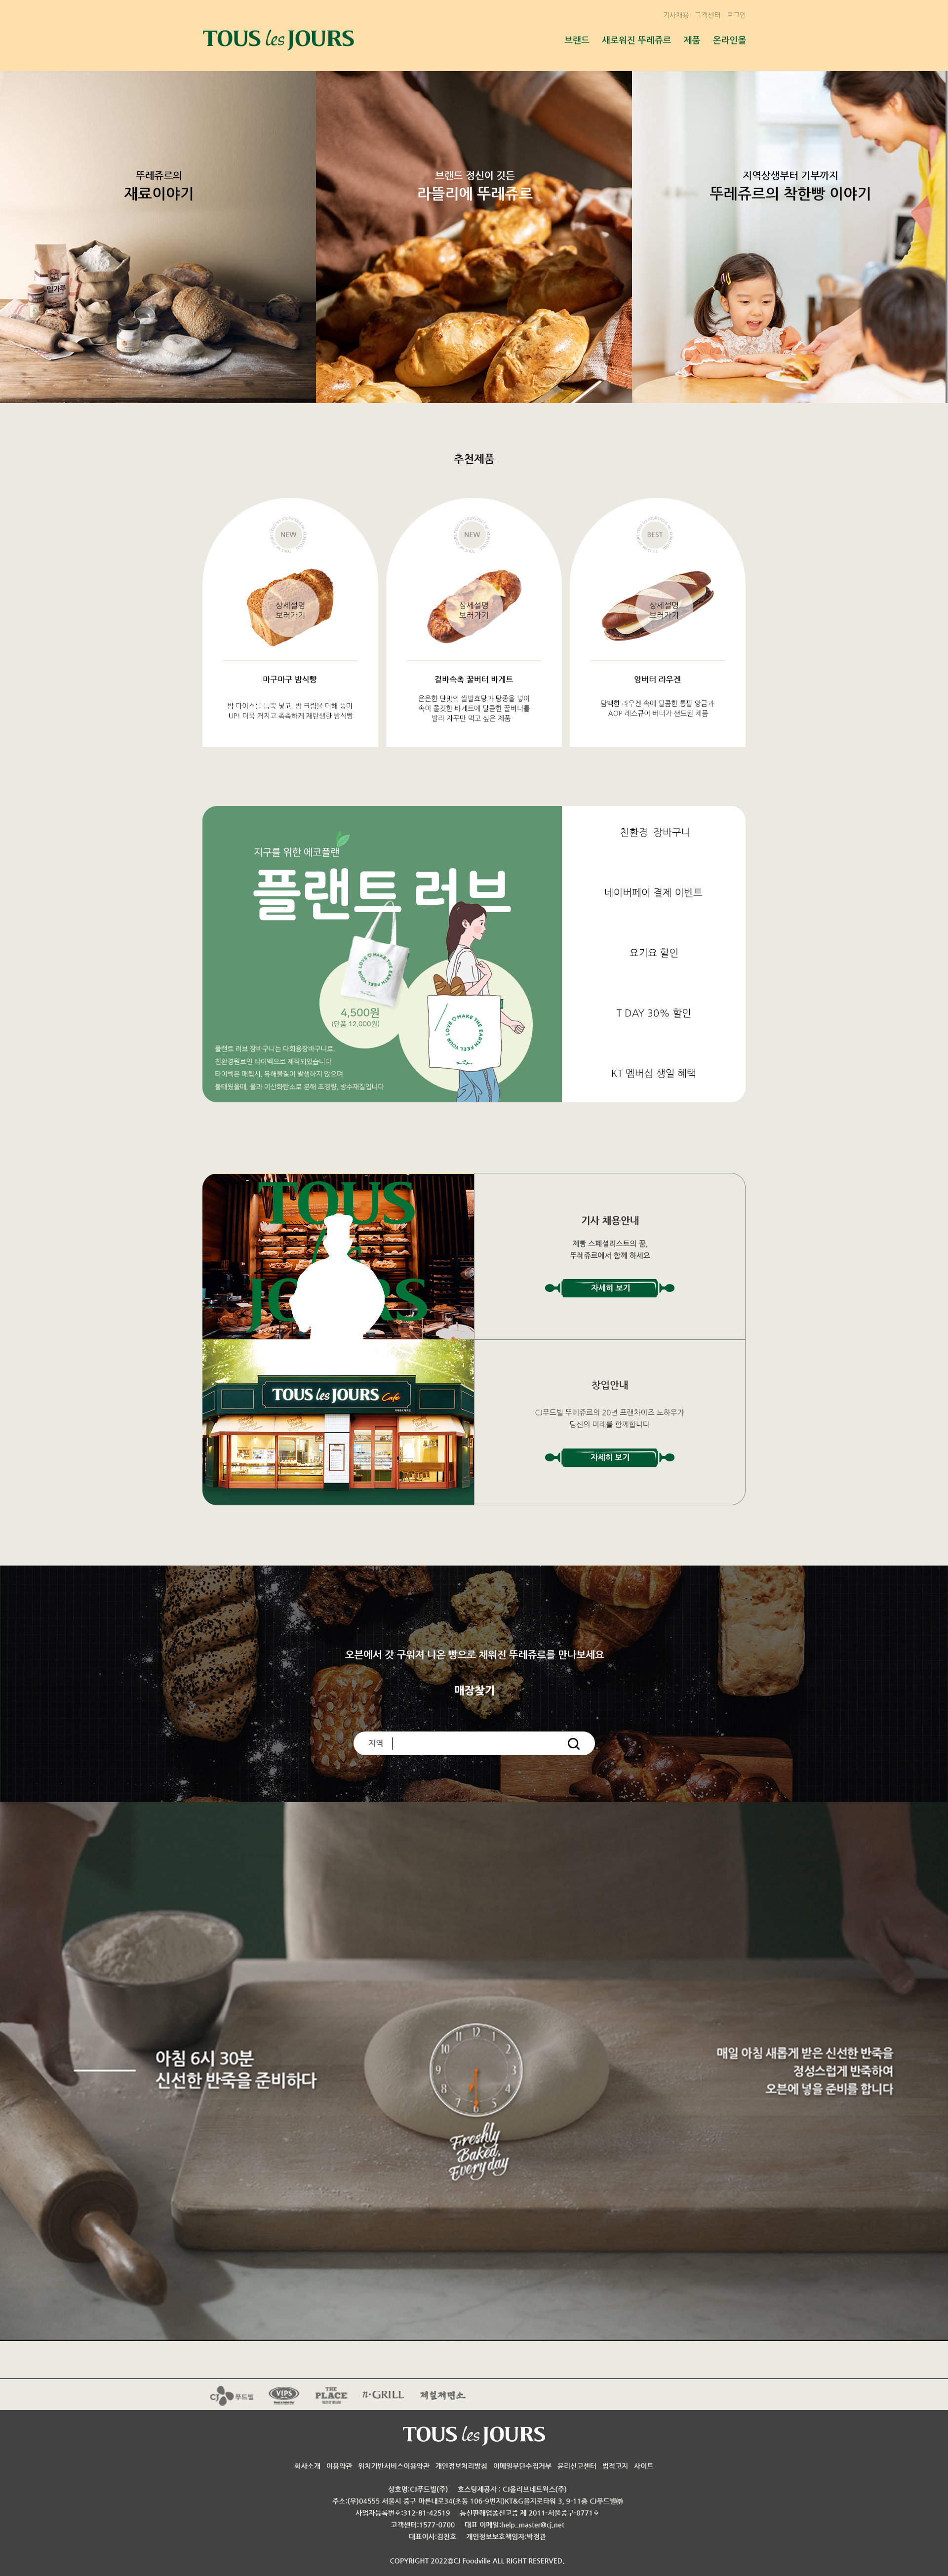 기사채용 고객센터 로그인
TOUS les JOURS
브랜드 새로워진 뚜레쥬르 제품 온라인몰
뚜레쥬르의
재료이야기
브랜드 정신이 깃든
라뜰리에 뚜레쥬르
지역상생부터 기부까지
뚜레쥬르의 착한빵 이야기
밀가루
추천제품
NEW
NEW
BEST
상세설명
보러가기
상세설명
보러가기
상세설명
보러가기
마구마구 밤식빵
밤 다이스를 듬뿍 넣고, 밤 크림을 더해 풍미
UP! 더욱 커지고 촉촉하게 재탄생한 밤식빵
겉바속촉 꿀버터 바게트
은은한 단맛의 쌀발효당과 탕종을 넣어
속이 쫄깃한 바게트에 달콤한 꿀버터를
발라 자꾸만 먹고 싶은 제품
앙버터 라우겐
담백한 라우겐 속에 달콤한 통팥 앙금과
AOP 레스큐어 버터가 샌드된 제품
지구를 위한 에코플랜
플랜트 러브
LOVE MAKE THE EARTH FEEL YOUR
4,500원
(단품 12,000원)
LOVE MAKE THE EARTH FEEL YOUR
플랜트 러브 장바구니는 다회용장바구니로,
친환경원료인 타이백으로 제작되었습니다
타이백은 매립시, 유해물질이 발생하지 않으며
불태웠을때, 물과 이산화탄소로 분해 초경량, 방수재질입니다
친환경 장바구니
네이버페이 결제 이벤트
요기요 할인
T DAY 30% 할인
KT 멤버십 생일 혜택
TOUS
기사 채용안내
제빵 스페셜리스트의 꿈,
뚜레쥬르에서 함께 하세요
자세히 보기
TOUS les JOURS Cafe
창업안내
CJ푸드빌 뚜레쥬르의 20년 프랜차이즈 노하우가
당신의 미래를 함께합니다
자세히 보기
오븐에서 갓 구워져 나온 빵으로 채워진 뚜레쥬르를 만나보세요
매장찾기
지역
아침 6시 30분
신선한 반죽을 준비하다
12 1 2 3 4 5 6 7 8 9 10 11
Freshly
Baked,
Everyday
매일 아침 새롭게 받은 신선한 반죽을
정성스럽게 반죽하여
오븐에 넣을 준비를 합니다
CJ 푸드빌 VIPS THE PLACE n·GRILL 제일제면소
TOUS les JOURS
회사소개 이용약관 위치기반서비스이용약관 개인정보처리방침 이메일무단수집거부 윤리신고센터 법적고지 사이트
상호명:CJ푸드빌(주) 호스팅제공자 : CJ올리브네트웍스(주)
주소:(우)04555 서울시 중구 마른내로34(초동 106-9번지)KT&G을지로타워 3, 9-11층 CJ푸드빌㈜
사업자등록번호:312-81-42519 통신판매업종신고증 제 2011-서울중구-0771호
고객센터:1577-0700 대표 이메일:help_master@cj.net
대표이사:김찬호 개인정보보호책임자:박정관
COPYRIGHT 2022©CJ Foodville ALL RIGHT RESERVED.